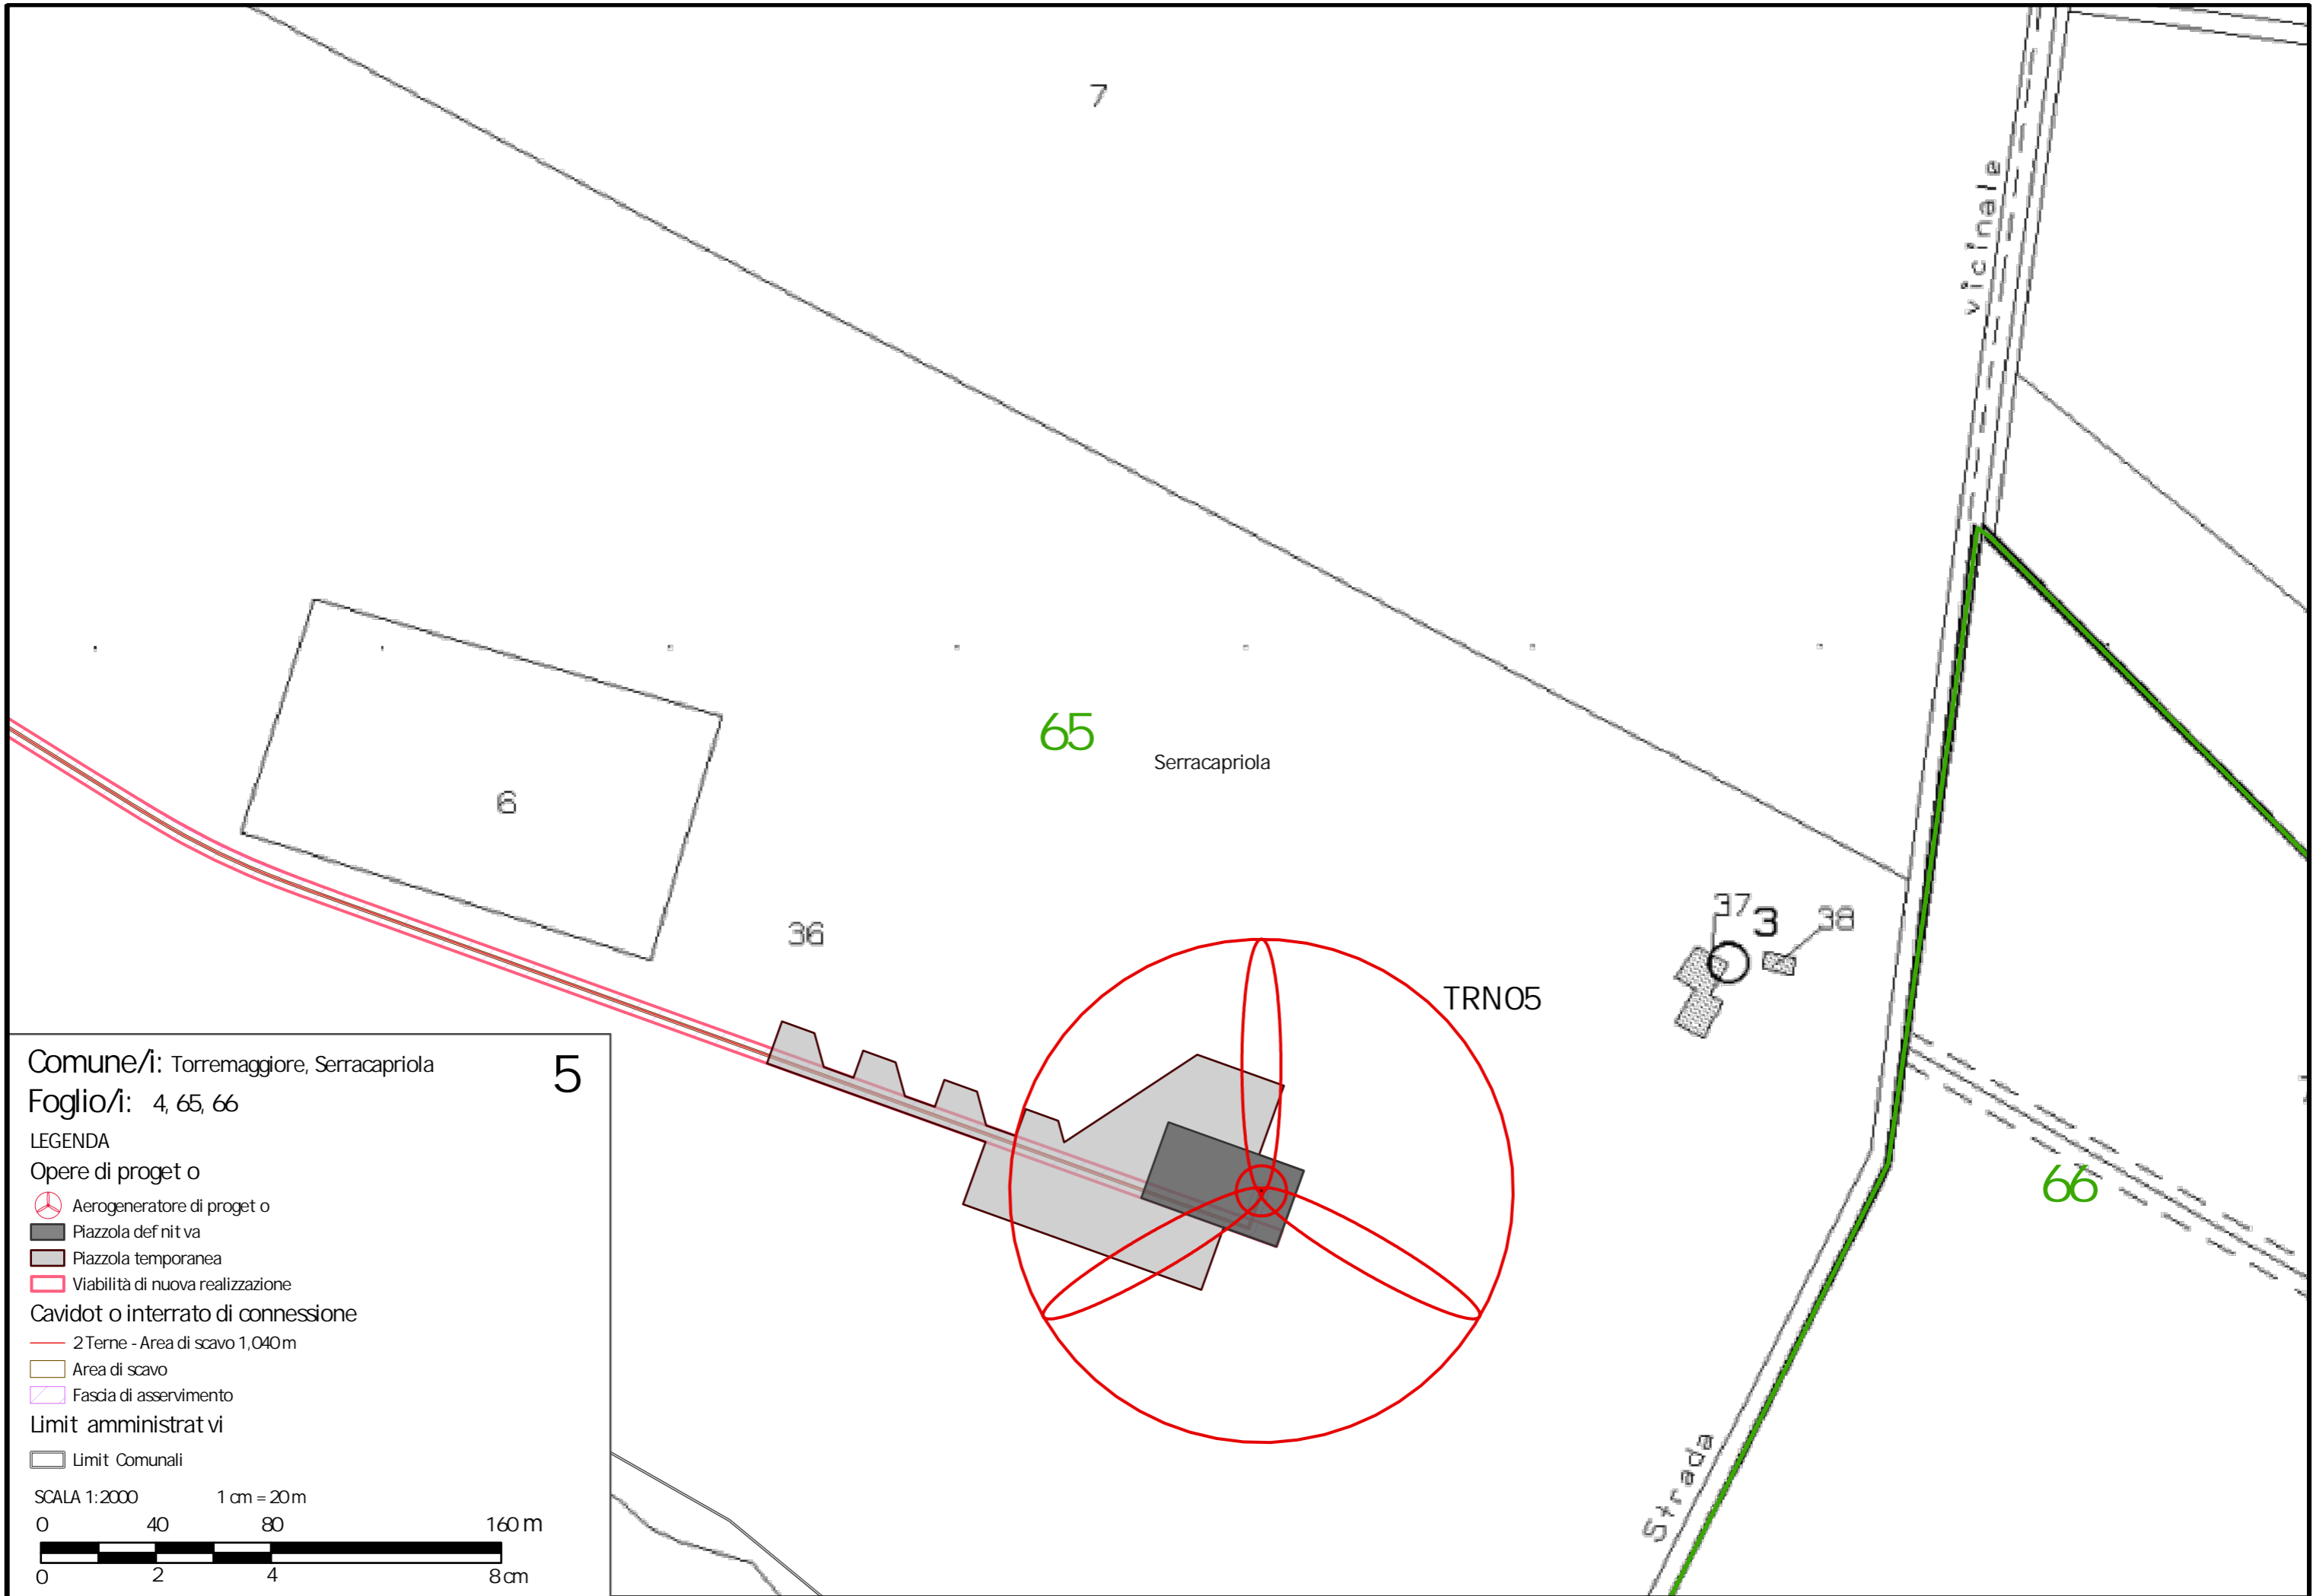 7
vicinale
65
Serracapriola
6
36
37
3
38
TRN05
66
Strada
Comune/i: Torremaggiore, Serracapriola
5
Foglio/i: 4, 65, 66
LEGENDA
Opere di proget o
Aerogeneratore di proget o
Piazzola def nit va
Piazzola temporanea
Viabilità di nuova realizzazione
Cavidot o interrato di connessione
2 Terne - Area di scavo 1,040 m
Area di scavo
Fascia di asservimento
Limit amministrat vi
Limit Comunali
SCALA 1:2000 1 cm = 20 m
0 40 80 160 m
0 2 4 8 cm